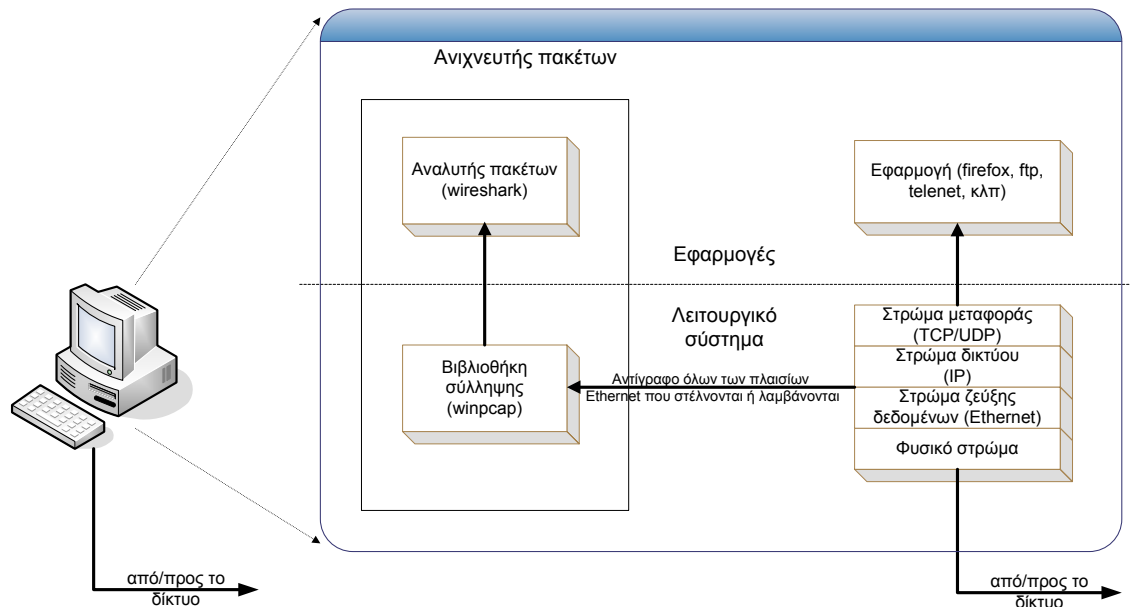 Ανιχνευτής πακέτων
Αναλυτής πακέτων
(wireshark)
Εφαρμογή (firefox, ftp,
telenet, κλπ)
Εφαρμογές
Λειτουργικό
σύστημα
Στρώμα μεταφοράς
(TCP/UDP)
Στρώμα δικτύου
(IP)
Στρώμα ζεύξης
δεδομένων (Ethernet)
Φυσικό στρώμα
Βιβλιοθήκη
σύλληψης
(winpcap)
Αντίγραφο όλων των πλαισίων
Ethernet που στέλνονται ή λαμβάνονται
από/προς το
δίκτυο
από/προς το
δίκτυο